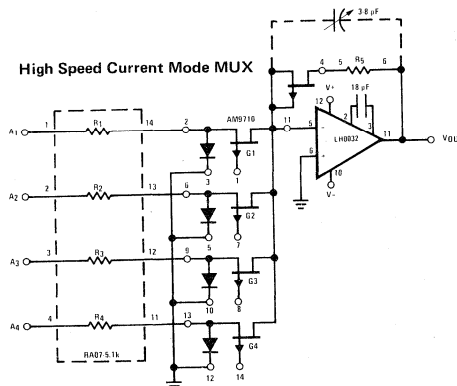 3-8 pF
High Speed Current Mode MUX
4 5 R5 6
V+
12
18 pF
2 3
A1 1 R1 14 2
AM9710
11 5
LH0032
11 VOU
G1
3 1
6
10
V-
A2 2 R2 13 6
G2
5 7
A3 3 R3 12 9
G3
10 8
A4 4 R4 11 13
G4
RA07-5.1k
12 14